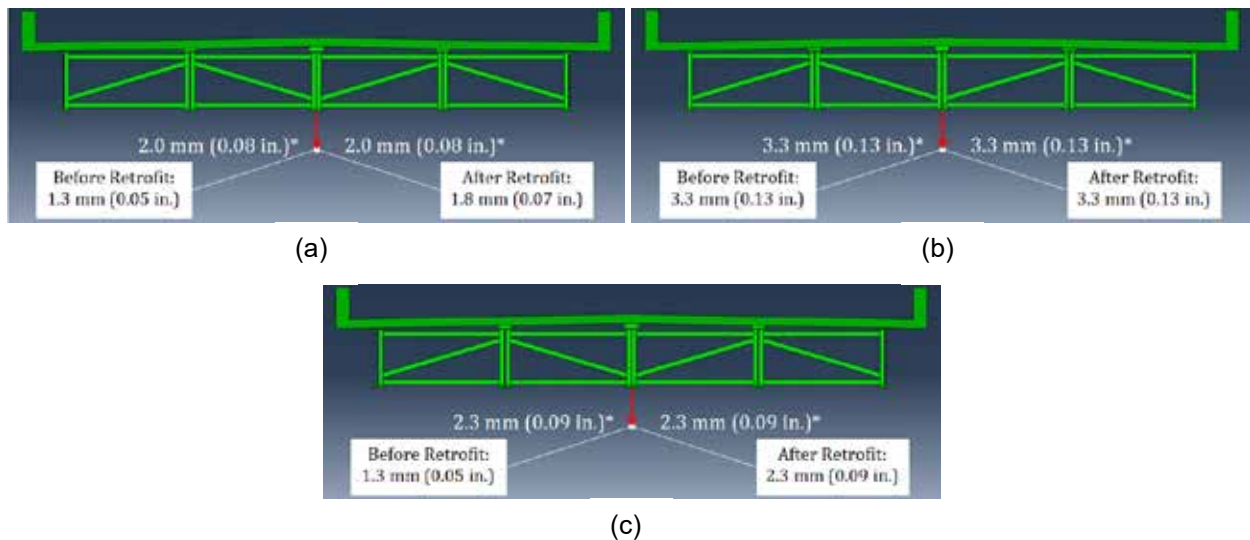 2.0 mm (0.08 in.)* 2.0 mm (0.08 in.)*
Before Retrofit:
1.3 mm (0.05 in.)
After Retrofit:
1.8 mm (0.07 in.)
(a)
3.3 mm (0.13 in.)* 3.3 mm (0.13 in.)*
Before Retrofit:
3.3 mm (0.13 in.)
After Retrofit:
3.3 mm (0.13 in.)
(b)
2.3 mm (0.09 in.)* 2.3 mm (0.09 in.)*
Before Retrofit:
1.3 mm (0.05 in.)
After Retrofit:
2.3 mm (0.09 in.)
(c)